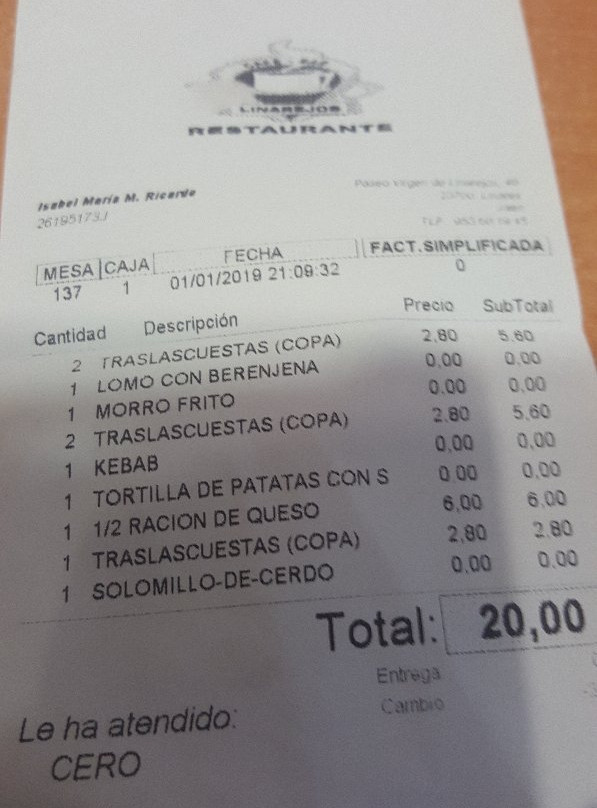 LINAREJOS
RESTAURANTE
Isabel María M. Ricardo
26195173J
MESA CAJA FECHA FACT.SIMPLIFICADA
137 1 01/01/2019 21:09:32 0
Cantidad Descripción Precio SubTotal
2 TRASLASCUESTAS (COPA) 2,80 5,60
1 LOMO CON BERENJENA 0,00 0,00
1 MORRO FRITO 0,00 0,00
2 TRASLASCUESTAS (COPA) 2,80 5,60
1 KEBAB 0,00 0,00
1 TORTILLA DE PATATAS CON S 0,00 0,00
1 1/2 RACION DE QUESO 6,00 6,00
1 TRASLASCUESTAS (COPA) 2,80 2,80
1 SOLOMILLO-DE-CERDO 0,00 0,00
Total: 20,00
Entrega
Cambio
Le ha atendido:
CERO